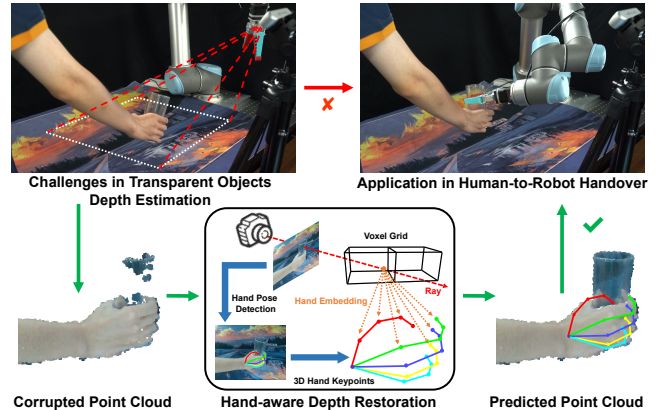 Challenges in Transparent Objects
Depth Estimation
Application in Human-to-Robot Handover
Voxel Grid
Ray
Hand Embedding
Hand Pose
Detection
3D Hand Keypoints
Corrupted Point Cloud
Hand-aware Depth Restoration
Predicted Point Cloud